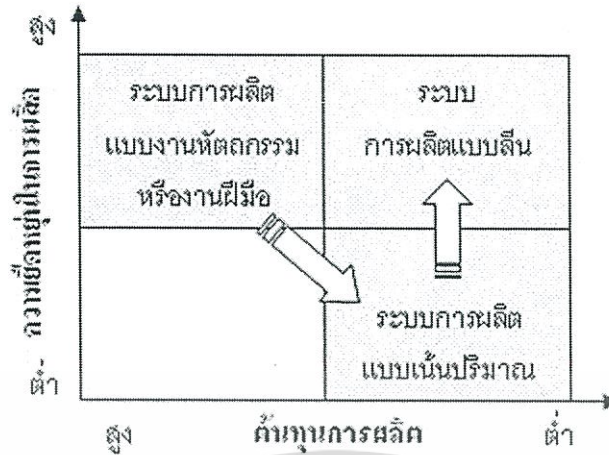 สูง
ระบบการผลิต
แบบงานหัตถกรรม
หรืองานฝีมือ
ระบบ
การผลิตแบบลีน
ความยืดหยุ่นในการผลิต
ระบบการผลิต
แบบเน้นปริมาณ
ต่ำ
สูง
ต้นทุนการผลิต
ต่ำ